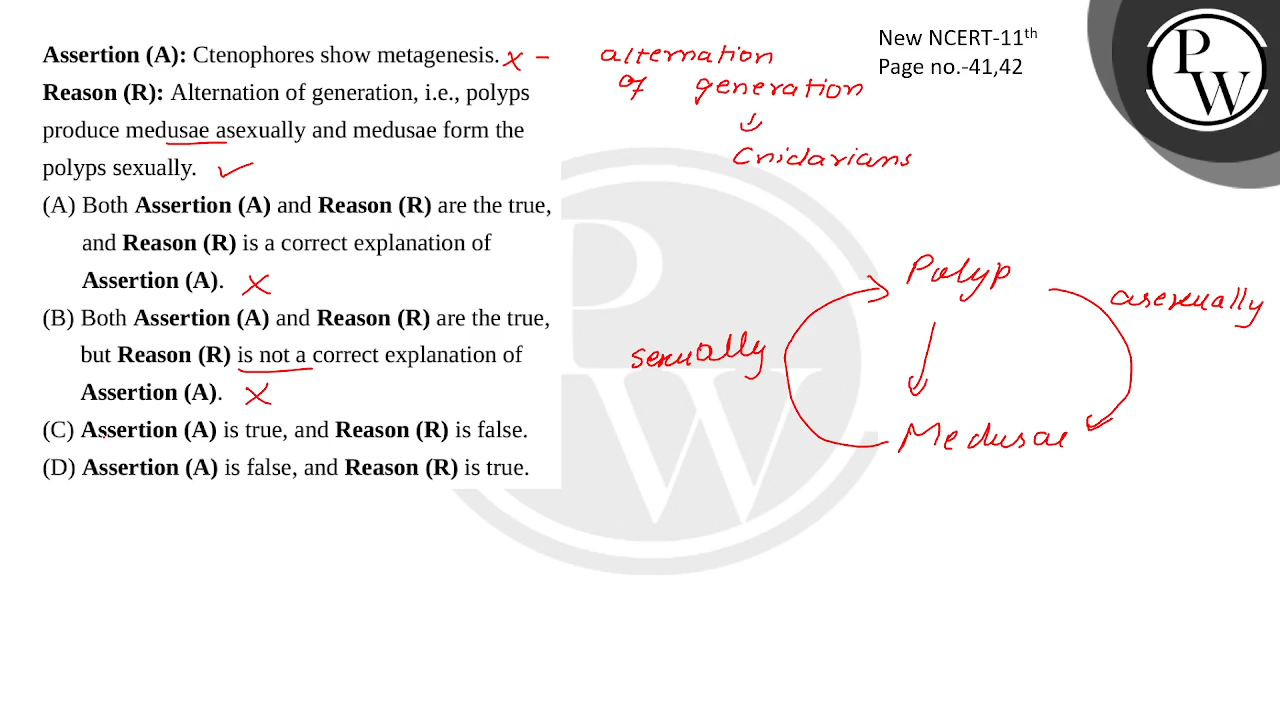 Assertion (A): Ctenophores show metagenesis. x -
Reason (R): Alternation of generation, i.e., polyps
produce medusae asexually and medusae form the
polyps sexually. ✓
(A) Both Assertion (A) and Reason (R) are the true,
and Reason (R) is a correct explanation of
Assertion (A). x
(B) Both Assertion (A) and Reason (R) are the true,
but Reason (R) is not a correct explanation of
Assertion (A). x
(C) Assertion (A) is true, and Reason (R) is false.
(D) Assertion (A) is false, and Reason (R) is true.
alternation
of generation
Cnidarians
New NCERT-11th
Page no.-41,42
PW
Polyp
asexually
sexually
Medusae
PW